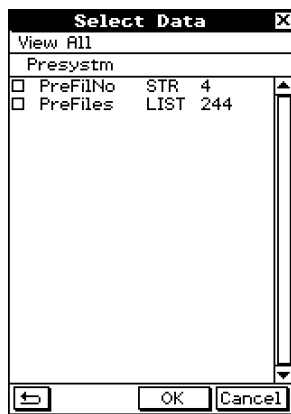 Select Data
View All
Presystm
PreFilNo STR 4
PreFiles LIST 244
OK Cancel